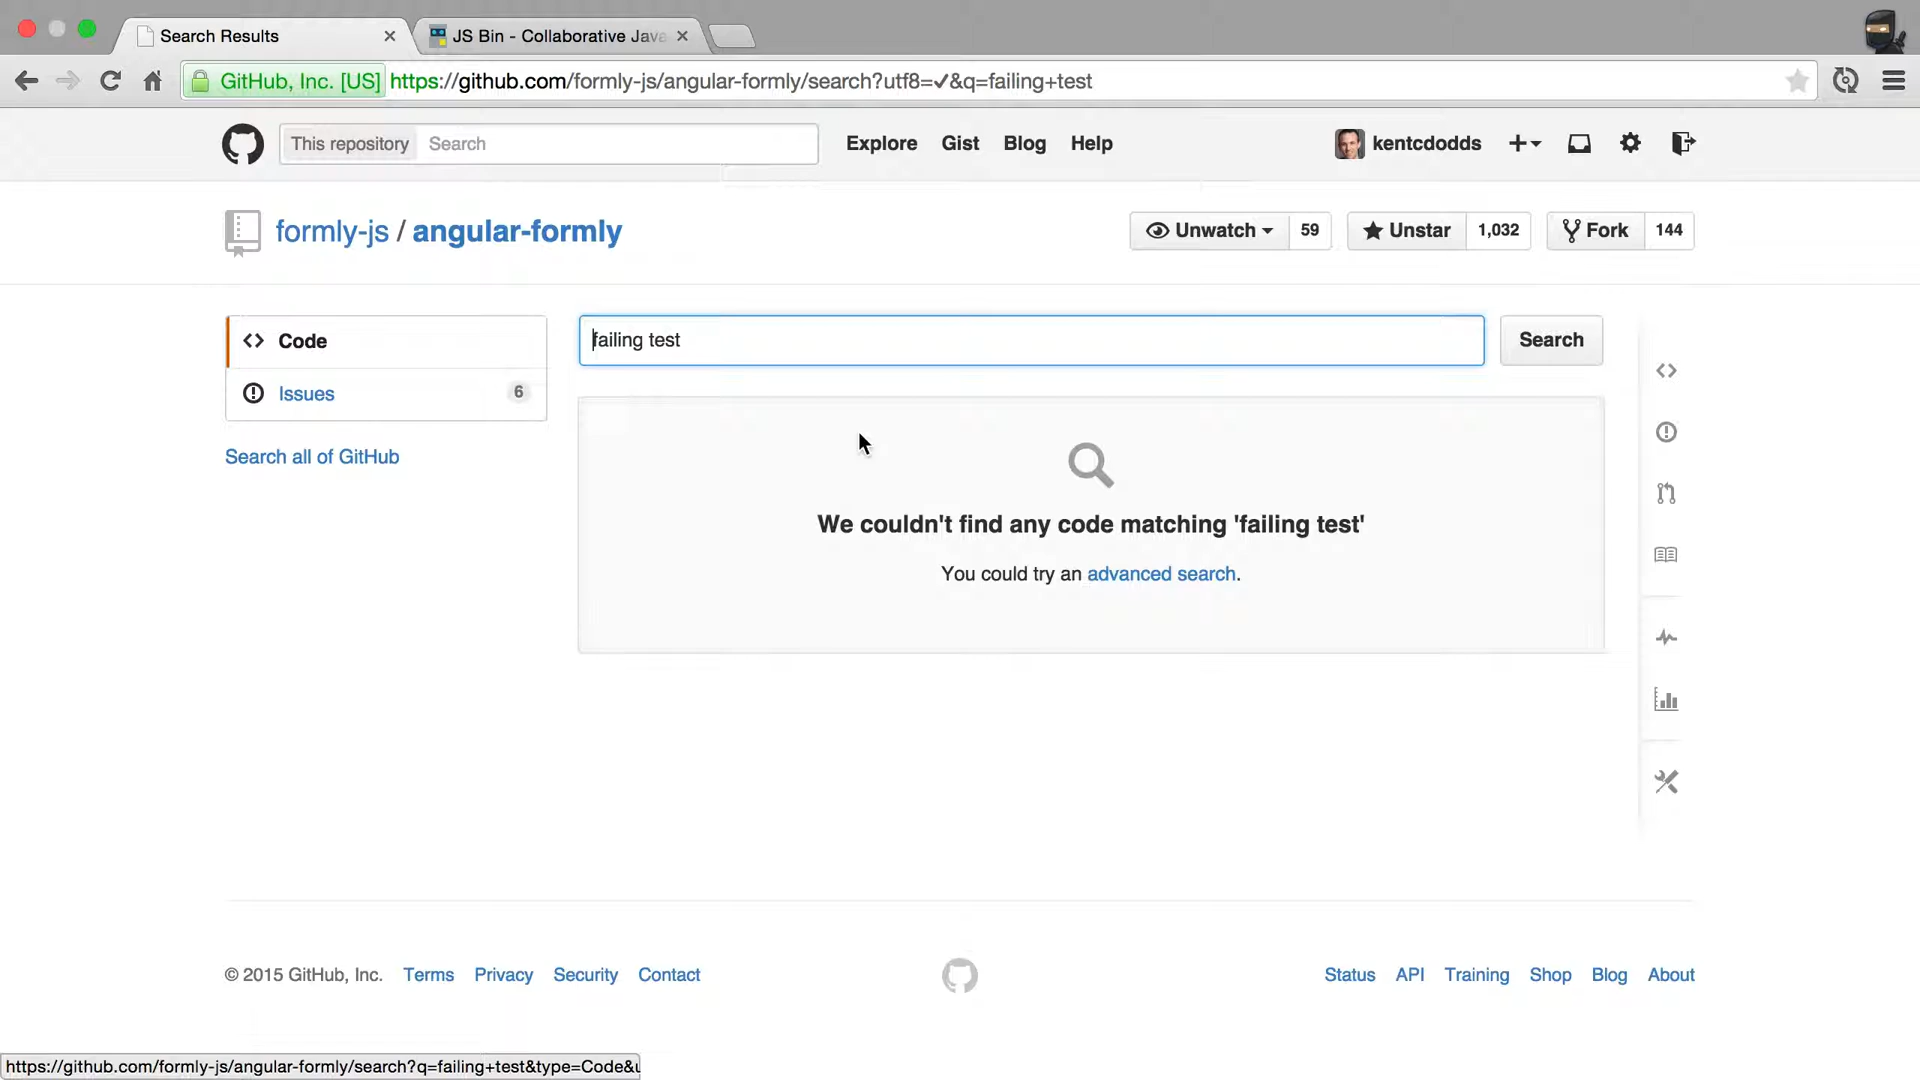 Search Results
JS Bin - Collaborative Java
GitHub, Inc. [US] https://github.com/formly-js/angular-formly/search?utf8=✓&q=failing+test
This repository Search Explore Gist Blog Help kentcdodds
formly-js / angular-formly Unwatch 59 Unstar 1,032 Fork 144
Code
Issues 6
Search all of GitHub
failing test Search
We couldn't find any code matching 'failing test'
You could try an advanced search.
© 2015 GitHub, Inc. Terms Privacy Security Contact Status API Training Shop Blog About
https://github.com/formly-js/angular-formly/search?q=failing+test&type=Code&u